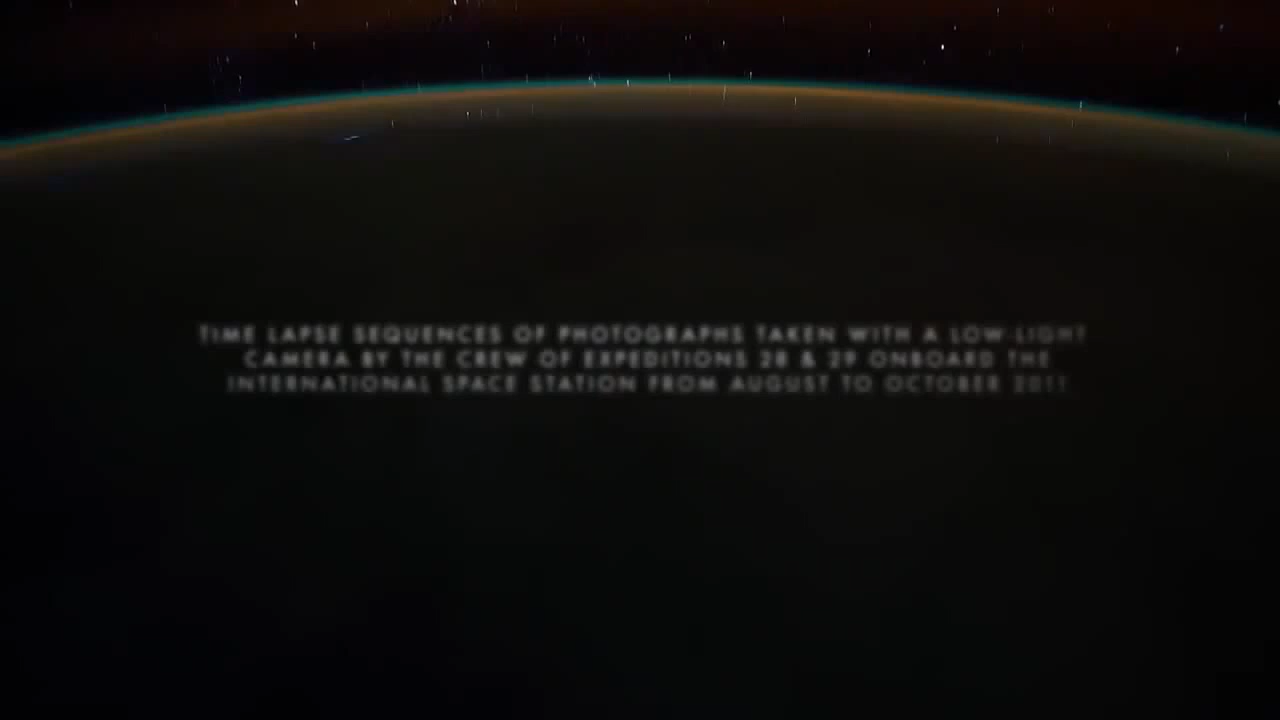 TIME LAPSE SEQUENCES OF PHOTOGRAPHS TAKEN WITH A LOW-LIGHT
CAMERA BY THE CREW OF EXPEDITIONS 28 & 29 ONBOARD THE
INTERNATIONAL SPACE STATION FROM AUGUST TO OCTOBER 2011